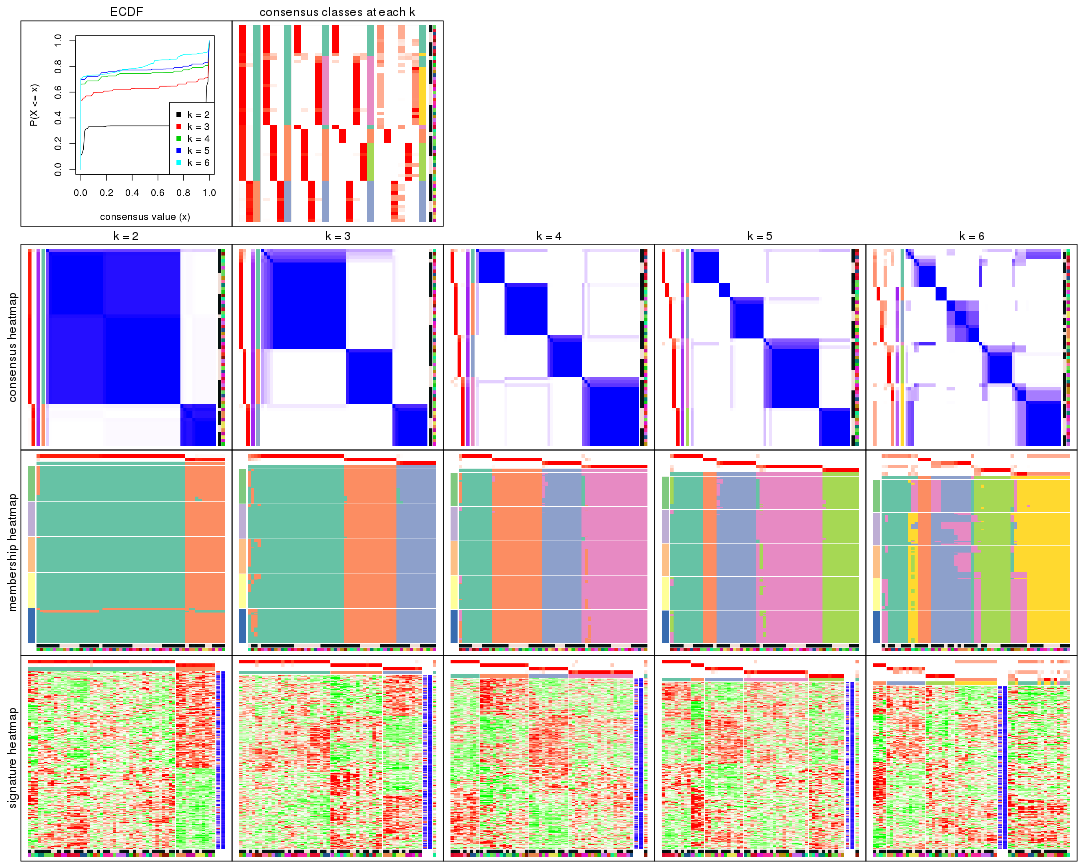 ECDF
consensus classes at each k
P(X <= x)
0.0 0.2 0.4 0.6 0.8 1.0
k = 2
k = 3
k = 4
k = 5
k = 6
0.0 0.2 0.4 0.6 0.8 1.0
consensus value (x)
k = 2
k = 3
k = 4
k = 5
k = 6
consensus heatmap
membership heatmap
signature heatmap